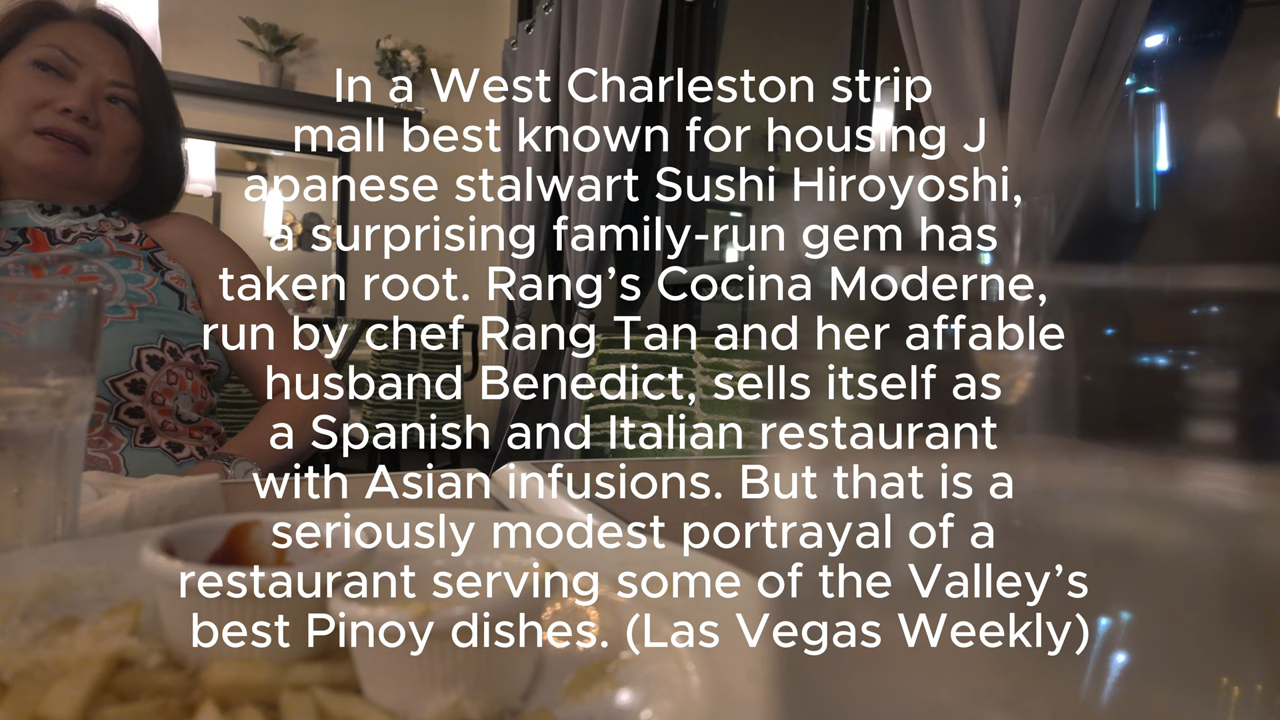 In a West Charleston strip
mall best known for housing J
apanese stalwart Sushi Hiroyoshi,
a surprising family-run gem has
taken root. Rang’s Cocina Moderne,
run by chef Rang Tan and her affable
husband Benedict, sells itself as
a Spanish and Italian restaurant
with Asian infusions. But that is a
seriously modest portrayal of a
restaurant serving some of the Valley’s
best Pinoy dishes. (Las Vegas Weekly)